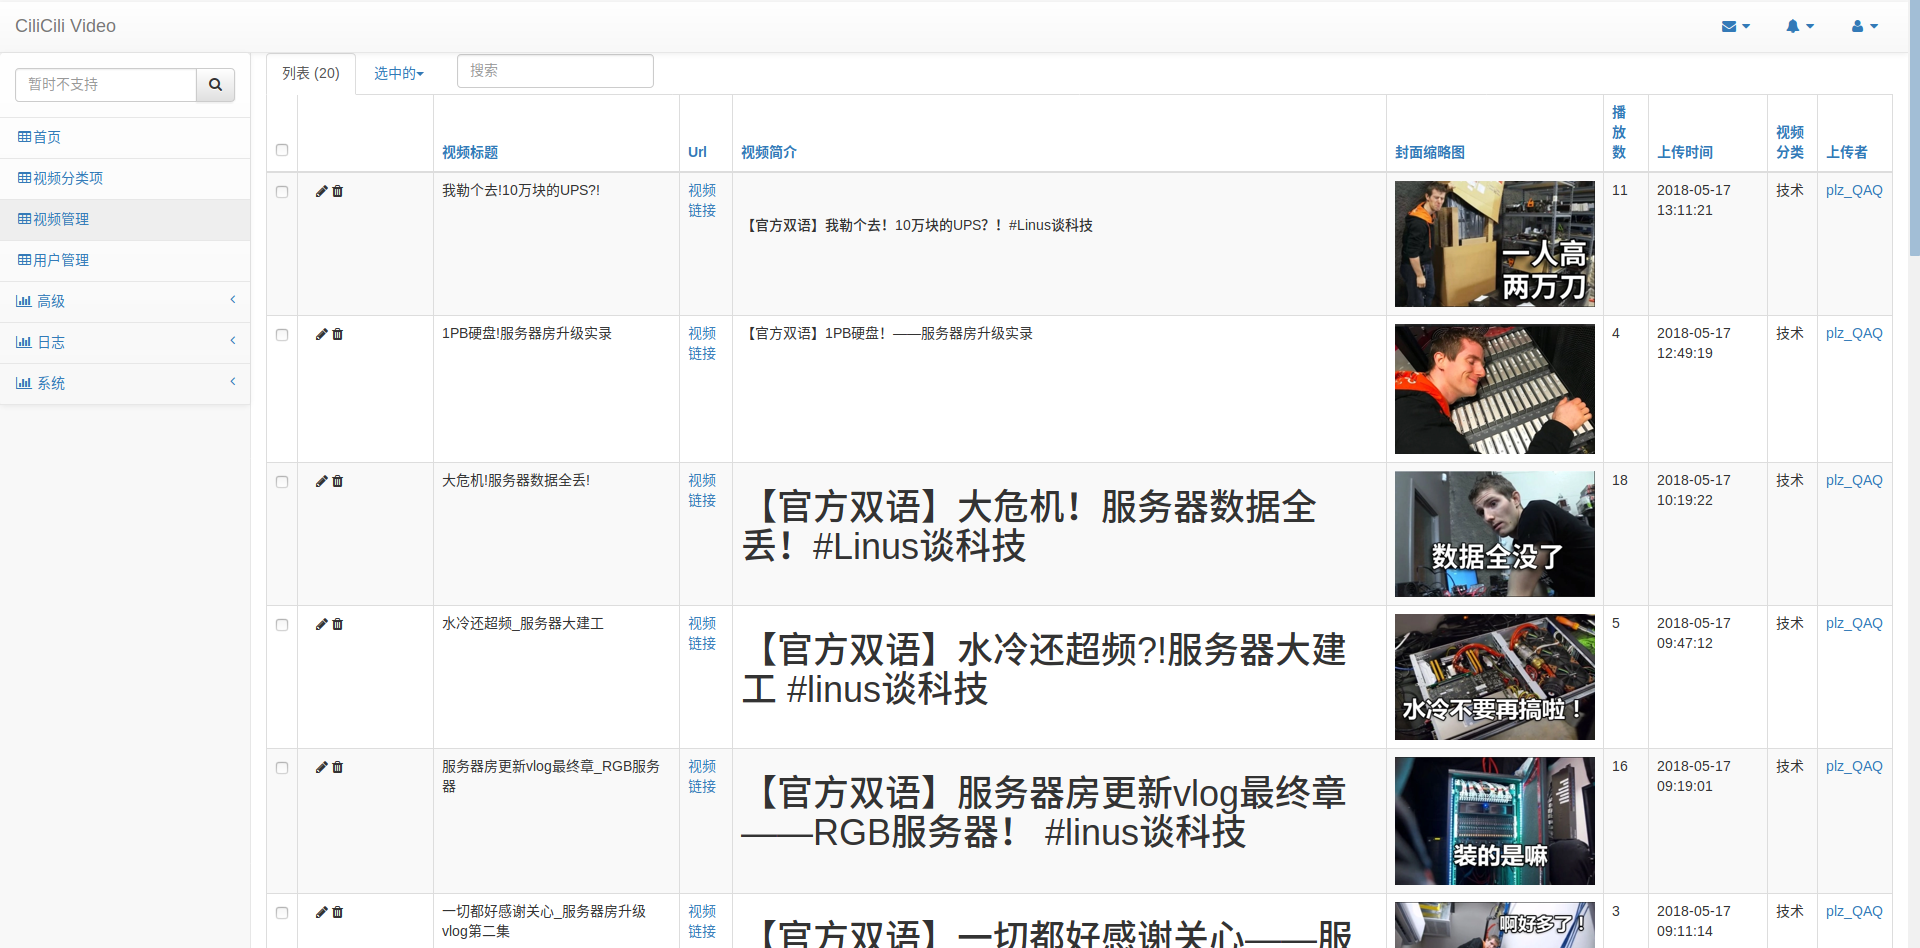 CiliCili Video
暂时不支持
首页
视频分类项
视频管理
用户管理
高级
日志
系统
列表 (20)
选中的
搜索
视频标题
Url
视频简介
封面缩略图
播
放
数
上传时间
视频
分类
上传者
我勒个去!10万块的UPS?!
视频
链接
【官方双语】我勒个去！10万块的UPS？！#Linus谈科技
一人高
两万刀
11
2018-05-17
13:11:21
技术
plz_QAQ
1PB硬盘!服务器房升级实录
视频
链接
【官方双语】1PB硬盘！——服务器房升级实录
4
2018-05-17
12:49:19
技术
plz_QAQ
大危机!服务器数据全丢!
视频
链接
【官方双语】大危机！服务器数据全
丢！#Linus谈科技
数据全没了
18
2018-05-17
10:19:22
技术
plz_QAQ
水冷还超频_服务器大建工
视频
链接
【官方双语】水冷还超频?!服务器大建
工 #linus谈科技
水冷不要再搞啦！
5
2018-05-17
09:47:12
技术
plz_QAQ
服务器房更新vlog最终章_RGB服务
器
视频
链接
【官方双语】服务器房更新vlog最终章
——RGB服务器！ #linus谈科技
装的是嘛
16
2018-05-17
09:19:01
技术
plz_QAQ
一切都好感谢关心_服务器房升级
vlog第二集
视频
链接
【官方双语】一切都好感谢关心——服
啊好多了！
3
2018-05-17
09:11:14
技术
plz_QAQ